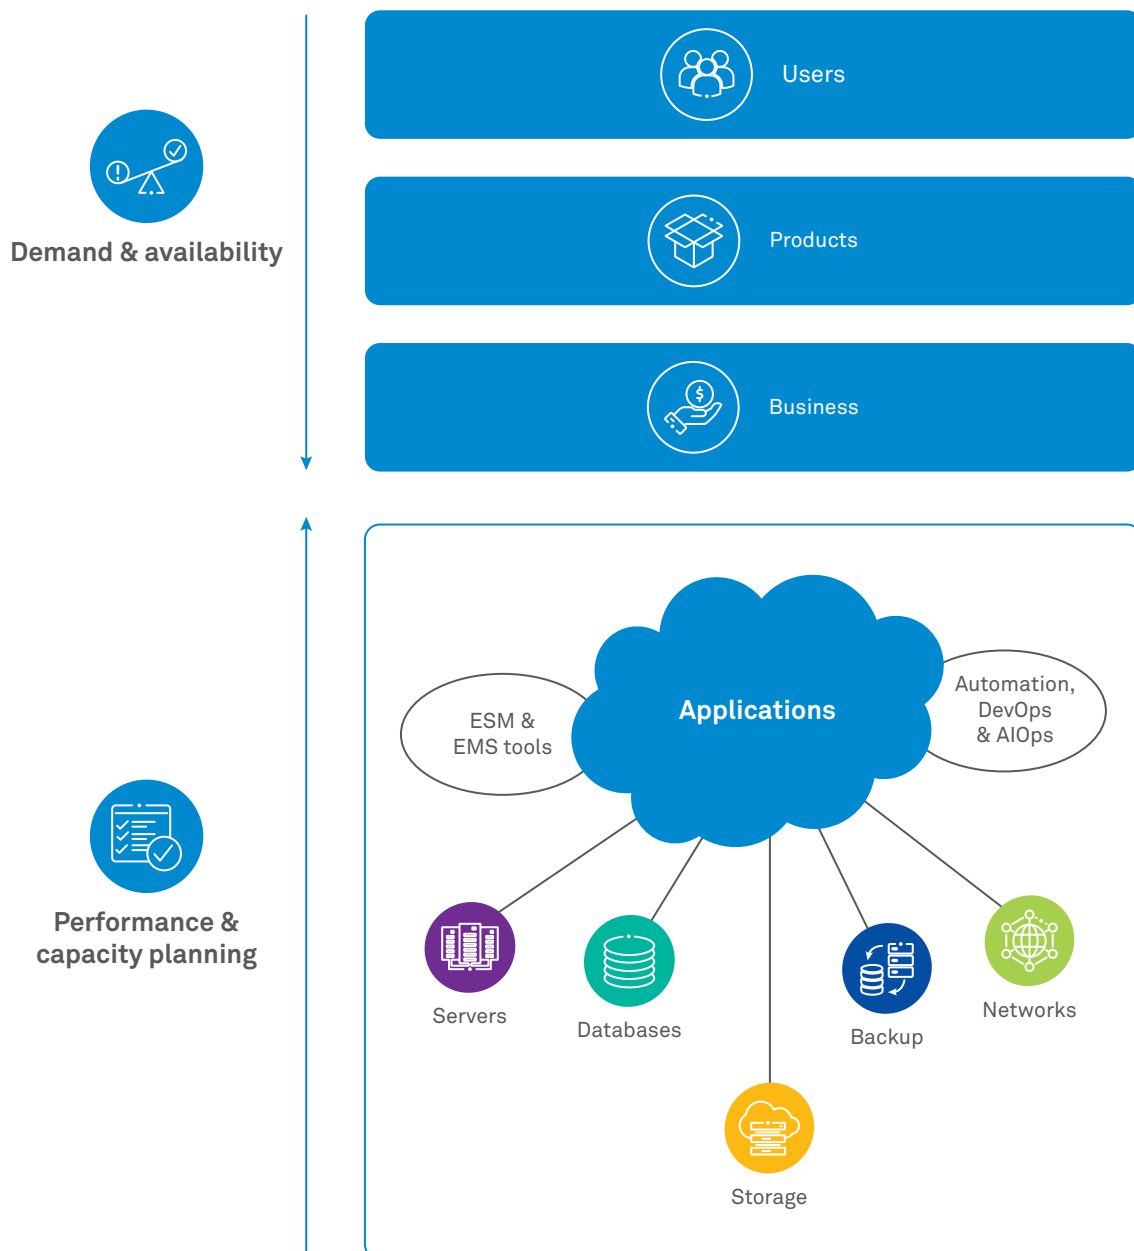 Users
Demand & availability
Products
Business
Applications
ESM &
EMS tools
Automation,
DevOps
& AIOps
Performance &
capacity planning
Servers
Databases
Storage
Backup
Networks